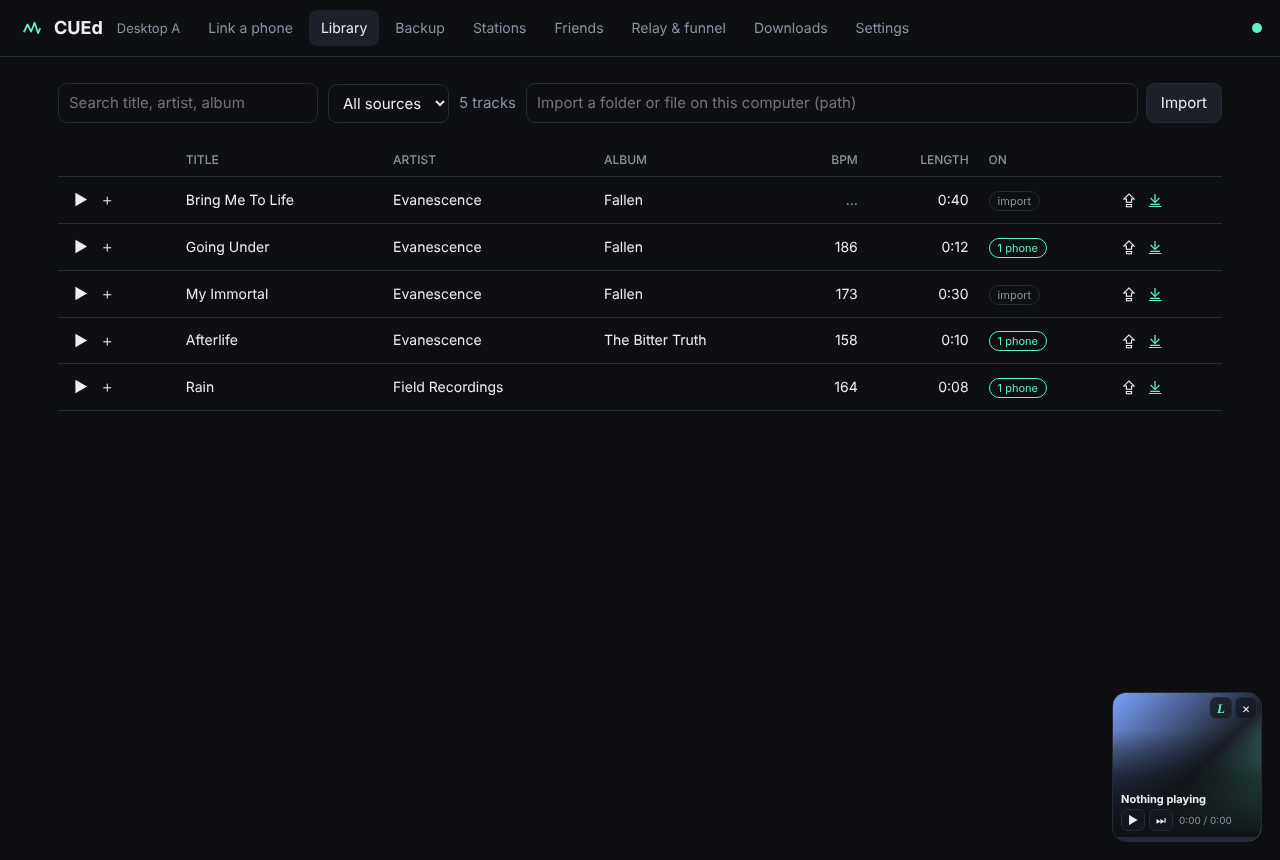 CUEd Desktop A Link a phone Library Backup Stations Friends Relay & funnel Downloads Settings
Search title, artist, album All sources 5 tracks Import a folder or file on this computer (path) Import
TITLE ARTIST ALBUM BPM LENGTH ON
+ Bring Me To Life Evanescence Fallen ... 0:40 import
+ Going Under Evanescence Fallen 186 0:12 1 phone
+ My Immortal Evanescence Fallen 173 0:30 import
+ Afterlife Evanescence The Bitter Truth 158 0:10 1 phone
+ Rain Field Recordings 164 0:08 1 phone
L ×
Nothing playing
0:00 / 0:00